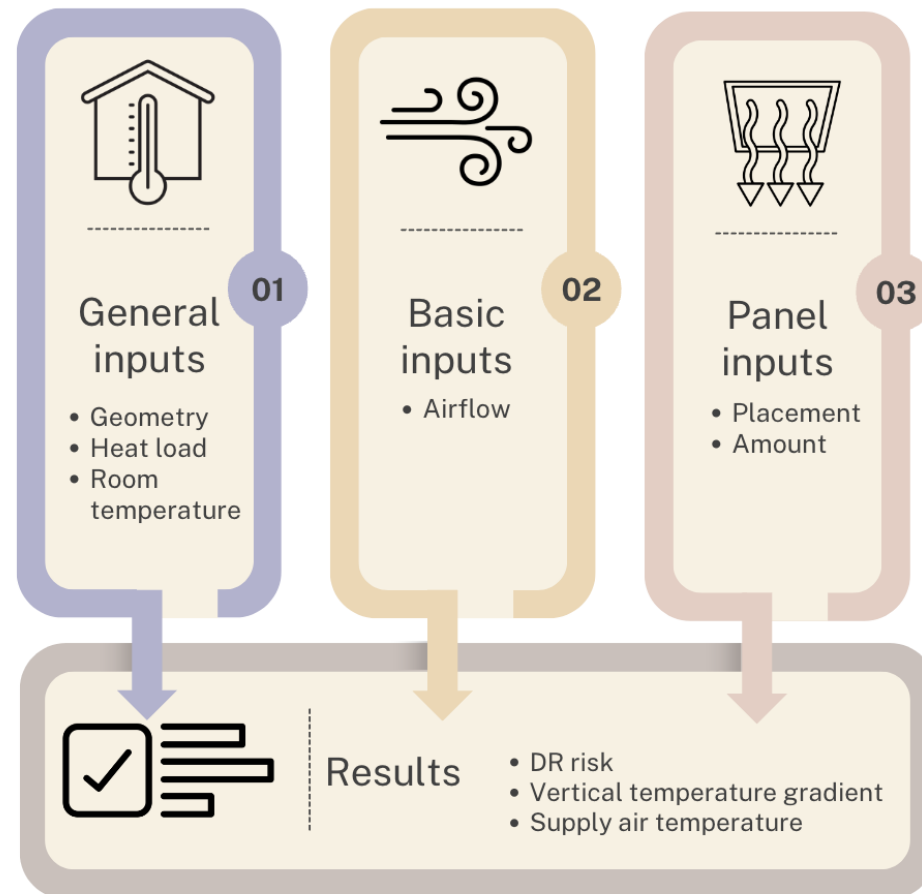 01
General
inputs
• Geometry
• Heat load
• Room
temperature
02
Basic
inputs
• Airflow
03
Panel
inputs
• Placement
• Amount
Results
• DR risk
• Vertical temperature gradient
• Supply air temperature